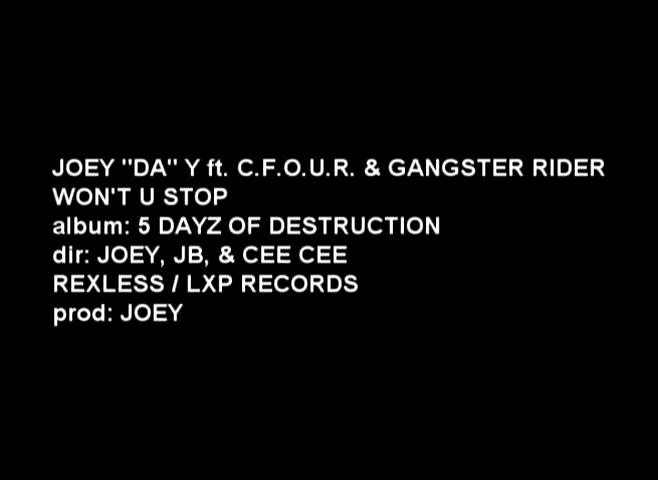 JOEY "DA" Y ft. C.F.O.U.R. & GANGSTER RIDER
WON'T U STOP
album: 5 DAYZ OF DESTRUCTION
dir: JOEY, JB, & CEE CEE
REXLESS / LXP RECORDS
prod: JOEY